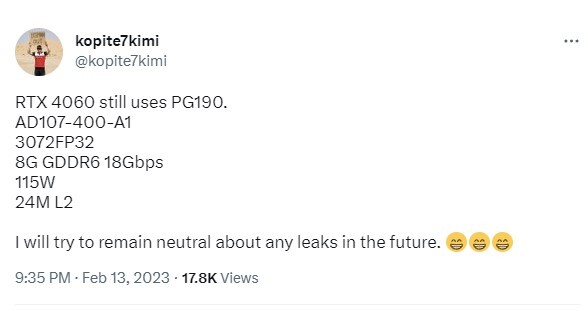 kopite7kimi
@kopite7kimi
RTX 4060 still uses PG190.
AD107-400-A1
3072FP32
8G GDDR6 18Gbps
115W
24M L2
I will try to remain neutral about any leaks in the future. 😁😁😁
9:35 PM · Feb 13, 2023 · 17.8K Views